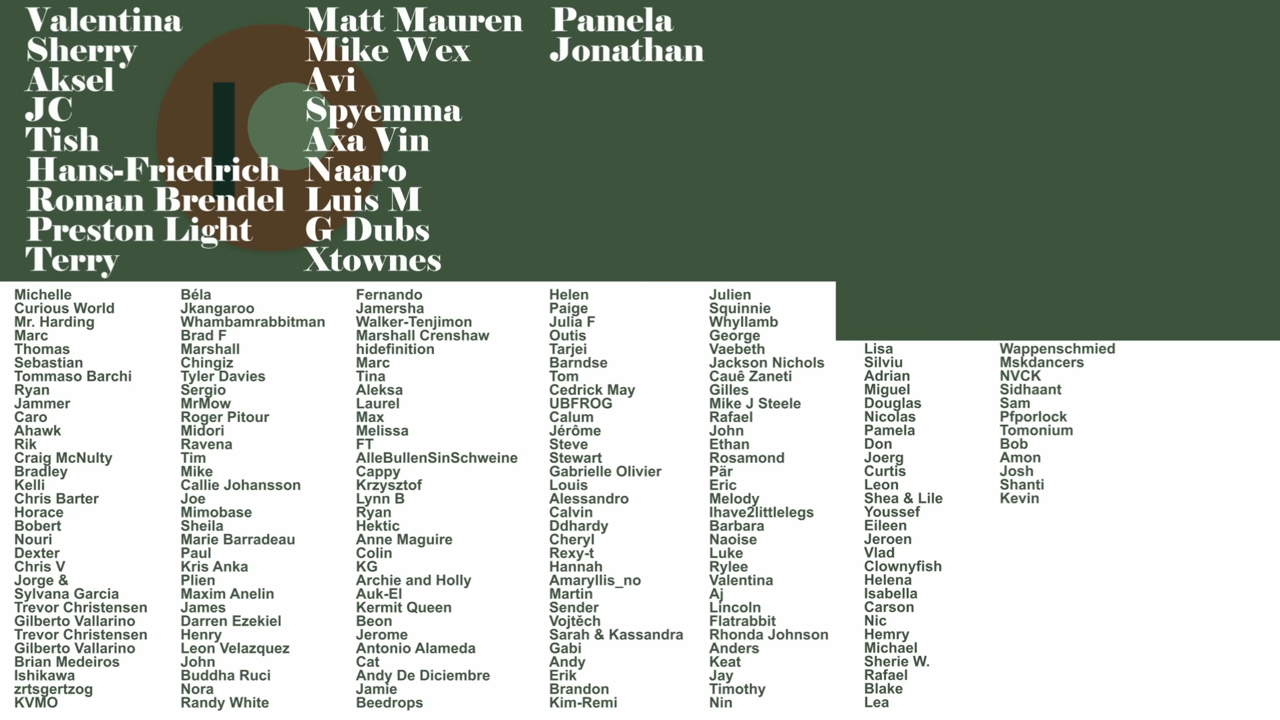 Valentina
Sherry
Aksel
JC
Tish
Hans-Friedrich
Roman Brendel
Preston Light
Terry
Matt Mauren
Mike Wex
Avi
Spyemma
Axa Vin
Naaro
Luis M
G Dubs
Xtownes
Pamela
Jonathan
Michelle
Curious World
Mr. Harding
Marc
Thomas
Sebastian
Tommaso Barchi
Ryan
Jammer
Caro
Ahawk
Rik
Craig McNulty
Bradley
Kelli
Chris Barter
Horace
Bobert
Nouri
Dexter
Chris V
Jorge &
Sylvana Garcia
Trevor Christensen
Gilberto Vallarino
Trevor Christensen
Gilberto Vallarino
Brian Medeiros
Ishikawa
zrtsgertzog
KVMO
Béla
Jkangaroo
Whambamrabbitman
Brad F
Marshall
Chingiz
Tyler Davies
Sergio
MrMow
Roger Pitour
Midori
Ravena
Tim
Mike
Callie Johansson
Joe
Mimobase
Sheila
Marie Barradeau
Paul
Kris Anka
Plien
Maxim Anelin
James
Darren Ezekiel
Henry
Leon Velazquez
John
Buddha Ruci
Nora
Randy White
Fernando
Jamersha
Walker-Tenjimon
Marshall Crenshaw
hidefinition
Marc
Tina
Aleksa
Laurel
Max
Melissa
FT
AlleBullenSinSchweine
Cappy
Krzysztof
Lynn B
Ryan
Hektic
Anne Maguire
Colin
KG
Archie and Holly
Auk-El
Kermit Queen
Beon
Jerome
Antonio Alameda
Cat
Andy De Diciembre
Jamie
Beedrops
Helen
Paige
Julia F
Outis
Tarjei
Barndse
Tom
Cedrick May
UBFROG
Calum
Jérôme
Steve
Stewart
Gabrielle Olivier
Louis
Alessandro
Calvin
Ddhardy
Cheryl
Rexy-t
Hannah
Amaryllis_no
Martin
Sender
Vojtěch
Sarah & Kassandra
Gabi
Andy
Erik
Brandon
Kim-Remi
Julien
Squinnie
Whyllamb
George
Vaebeth
Jackson Nichols
Cauê Zaneti
Gilles
Mike J Steele
Rafael
John
Ethan
Rosamond
Pär
Eric
Melody
Ihave2littlelegs
Barbara
Naoise
Luke
Rylee
Valentina
Aj
Lincoln
Flatrabbit
Rhonda Johnson
Anders
Keat
Jay
Timothy
Nin
Lisa
Silviu
Adrian
Miguel
Douglas
Nicolas
Pamela
Don
Joerg
Curtis
Leon
Shea & Lile
Youssef
Eileen
Jeroen
Vlad
Clownyfish
Helena
Isabella
Carson
Nic
Hemry
Michael
Sherie W.
Rafael
Blake
Lea
Wappenschmied
Mskdancers
NVCK
Sidhaant
Sam
Pfporlock
Tomonium
Bob
Amon
Josh
Shanti
Kevin